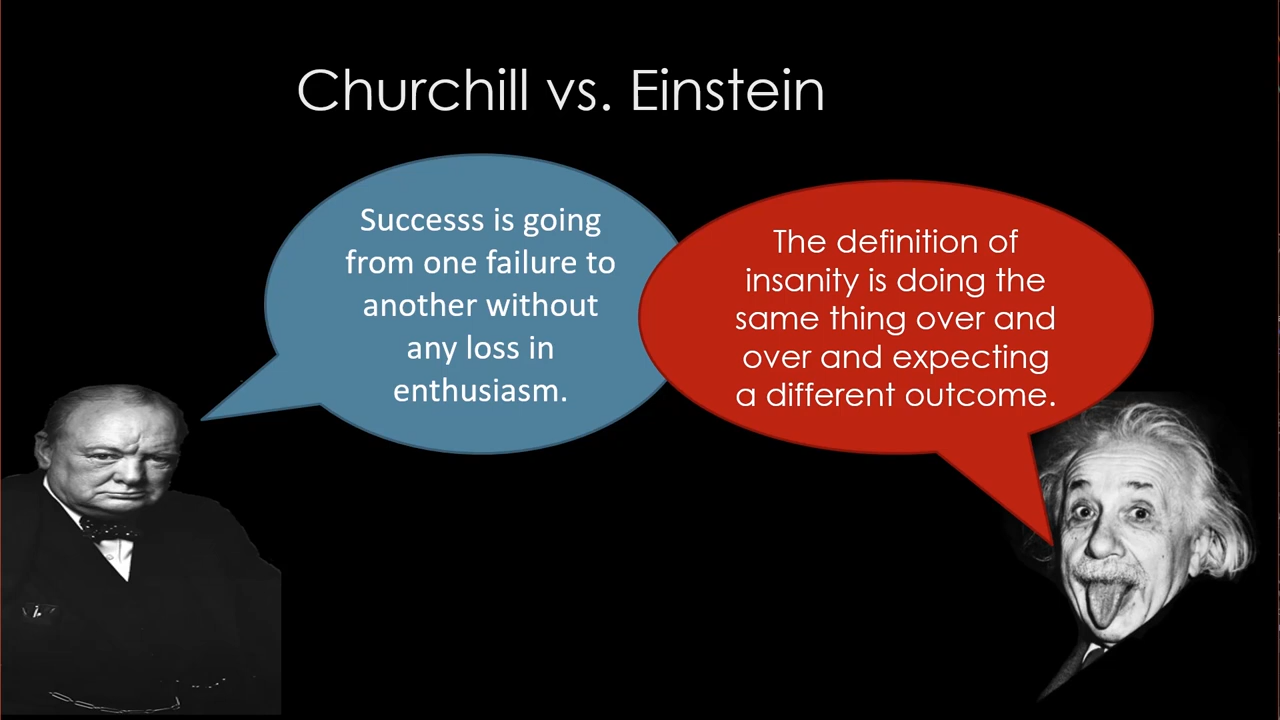 Churchill vs. Einstein
Successs is going
from one failure to
another without
any loss in
enthusiasm.
The definition of
insanity is doing the
same thing over and
over and expecting
a different outcome.